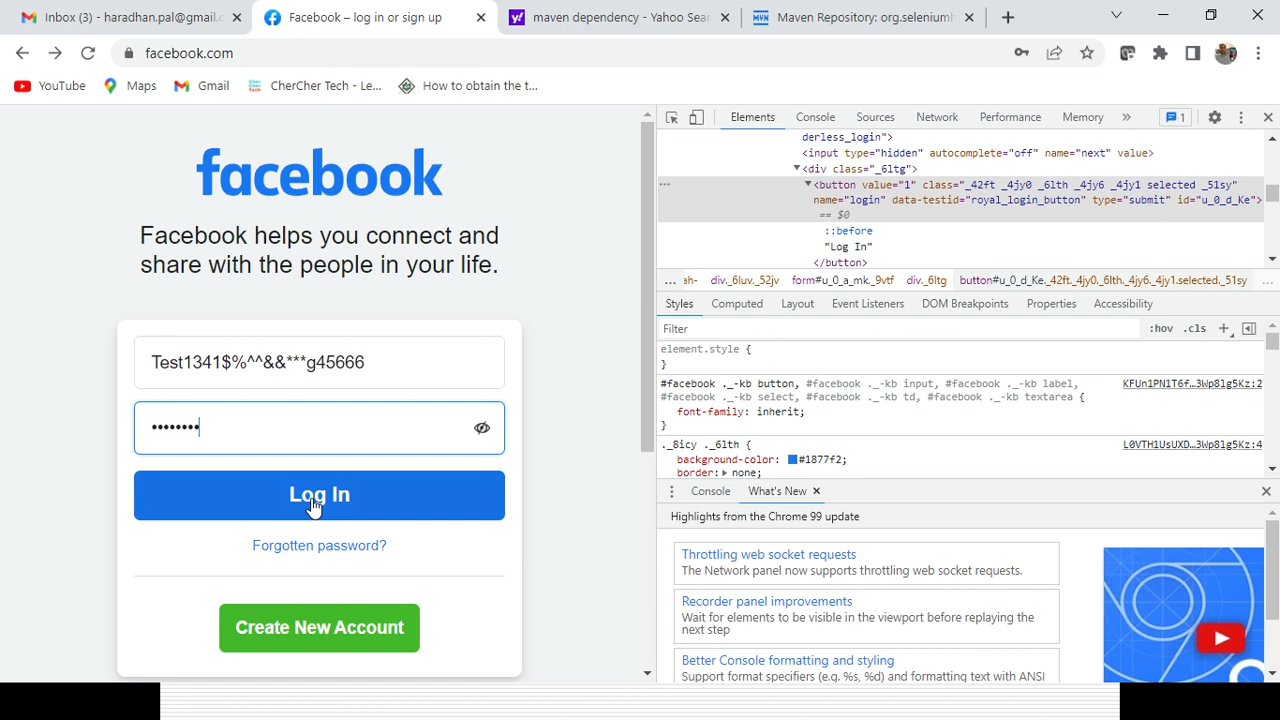 Inbox (3) - haradhan.pal@gmail.c
Facebook – log in or sign up
maven dependency - Yahoo Sear
Maven Repository: org.seleniumh
facebook.com
YouTube
Maps
Gmail
CherCher Tech - Le...
How to obtain the t...
facebook
Facebook helps you connect and
share with the people in your life.
Test1341$%^^&&***g45666
••••••••
Log In
Forgotten password?
Create New Account
Elements Console Sources Network Performance Memory » 1
derless_login">
<input type="hidden" autocomplete="off" name="next" value>
<div class="_6ltg">
<button value="1" class="_42ft _4jy0 _6lth _4jy6 _4jy1 selected _51sy"
name="login" data-testid="royal_login_button" type="submit" id="u_0_d_Ke">
== $0
::before
"Log In"
</button>
... ah- div._6luv._52jv form#u_0_a_mk._9vtf div._6ltg button#u_0_d_Ke._42ft._4jy0._6lth._4jy6._4jy1.selected._51sy ...
Styles Computed Layout Event Listeners DOM Breakpoints Properties Accessibility
Filter :hov .cls +
element.style {
}
#facebook ._-kb button, #facebook ._-kb input, #facebook ._-kb label, KFUn1PN1T6f…3Wp8lg5Kz:2
#facebook ._-kb select, #facebook ._-kb td, #facebook ._-kb textarea {
font-family: inherit;
}
._8icy ._6lth { L0VTH1UsUXD…3Wp8lg5Kz:4
background-color: #1877f2;
border: none;
Console What's New
Highlights from the Chrome 99 update
Throttling web socket requests
The Network panel now supports throttling web socket requests.
Recorder panel improvements
Wait for elements to be visible in the viewport before replaying the
next step
Better Console formatting and styling
Support format specifiers (e.g. %s, %d) and formatting text with ANSI